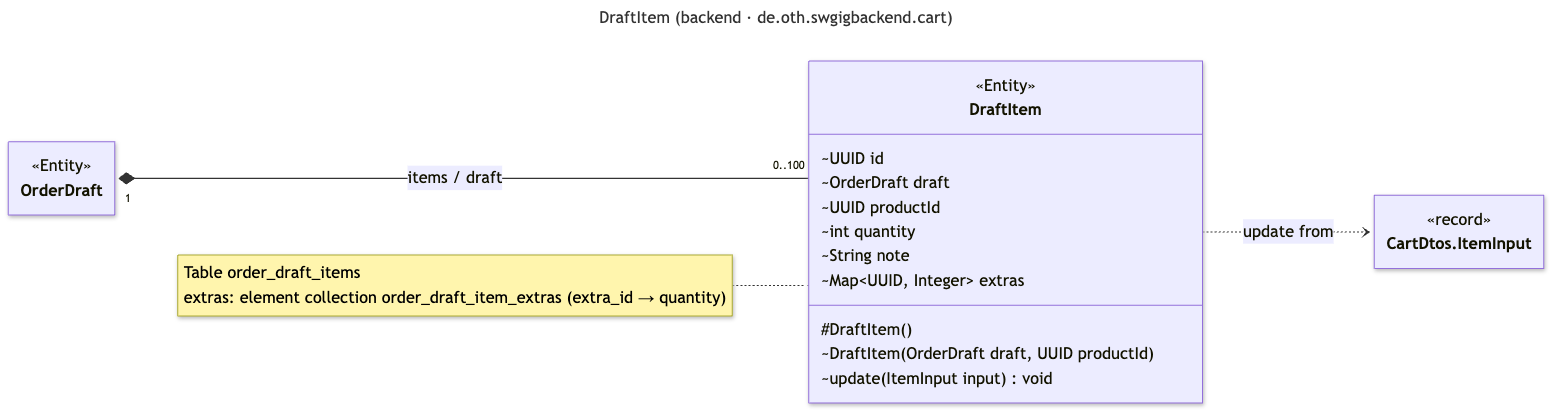 DraftItem (backend · de.oth.swgigbackend.cart)
«Entity»
OrderDraft
1
items / draft
0..100
Table order_draft_items
extras: element collection order_draft_item_extras (extra_id → quantity)
«Entity»
DraftItem
~UUID id
~OrderDraft draft
~UUID productId
~int quantity
~String note
~Map<UUID, Integer> extras
#DraftItem()
~DraftItem(OrderDraft draft, UUID productId)
~update(ItemInput input) : void
update from
«record»
CartDtos.ItemInput